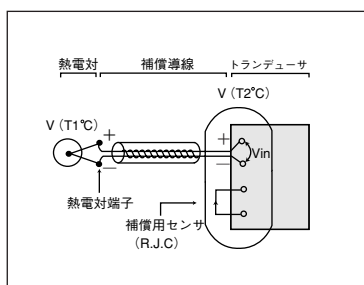 熱電対 補償導線 トランデューサ
V（T2℃）
V（T1℃）
+
+
Vin
—
—
熱電対端子
補償用センサ
（R.J.C）